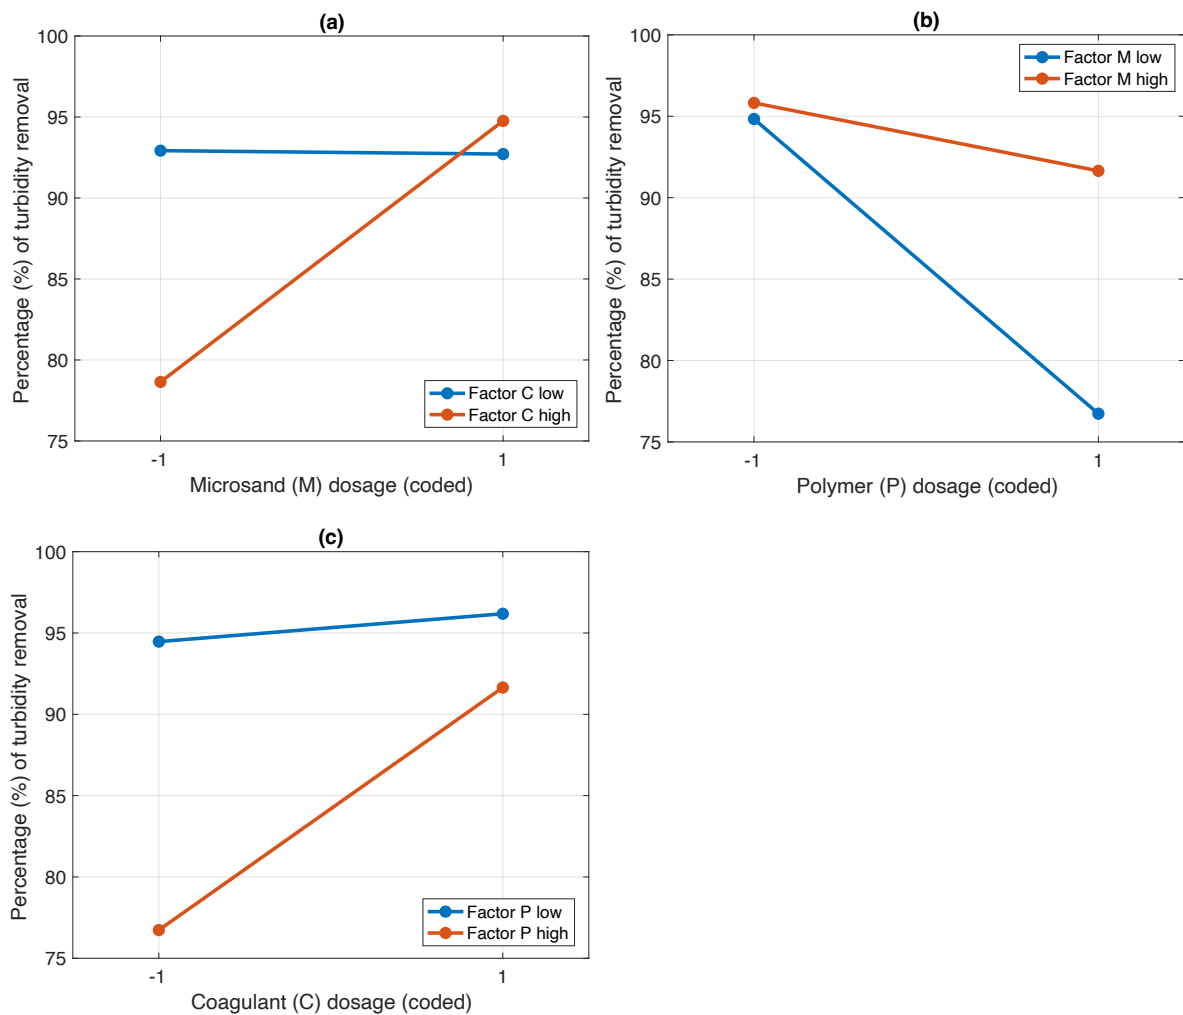 (a)
Percentage (%) of turbidity removal
100
95
90
85
80
75
-1
1
Microsand (M) dosage (coded)
Factor C low
Factor C high
(b)
Percentage (%) of turbidity removal
100
95
90
85
80
75
-1
1
Polymer (P) dosage (coded)
Factor M low
Factor M high
(c)
Percentage (%) of turbidity removal
100
95
90
85
80
75
-1
1
Coagulant (C) dosage (coded)
Factor P low
Factor P high